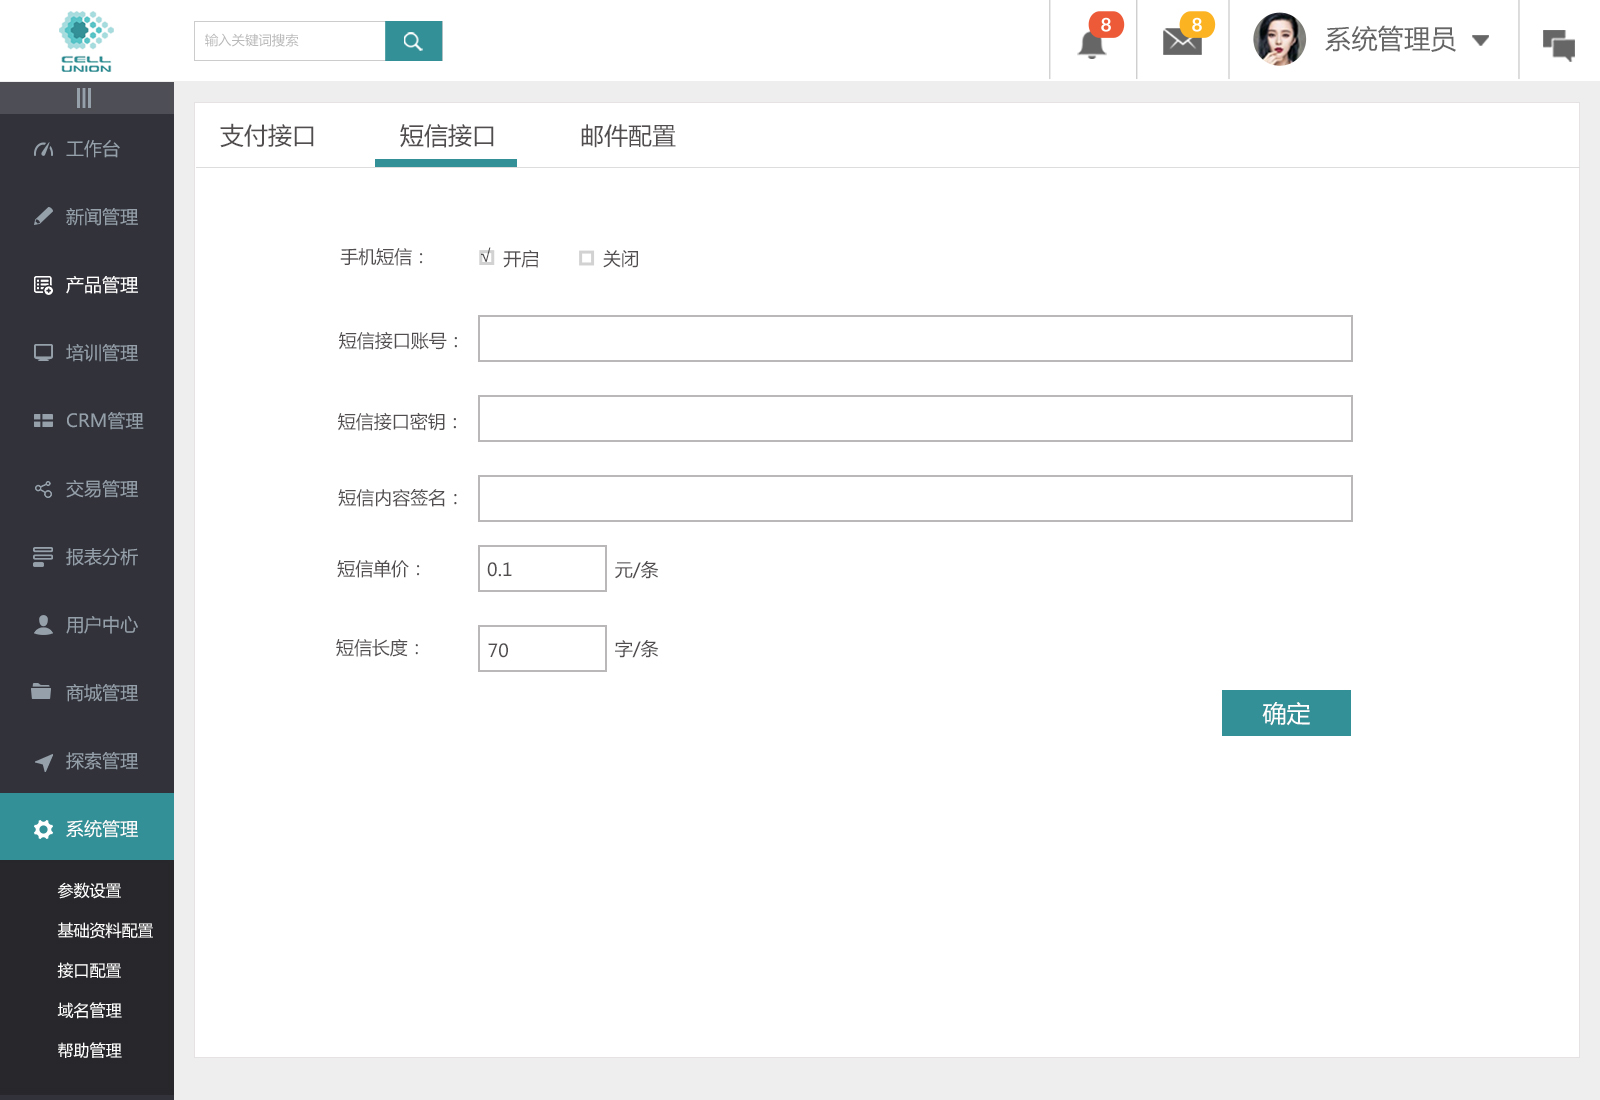 CELL
UNION
输入关键词搜索
8
8
系统管理员
工作台
新闻管理
产品管理
培训管理
CRM管理
交易管理
报表分析
用户中心
商城管理
探索管理
系统管理
参数设置
基础资料配置
接口配置
域名管理
帮助管理
支付接口 短信接口 邮件配置
手机短信： √ 开启 关闭
短信接口账号：
短信接口密钥：
短信内容签名：
短信单价： 0.1 元/条
短信长度： 70 字/条
确定